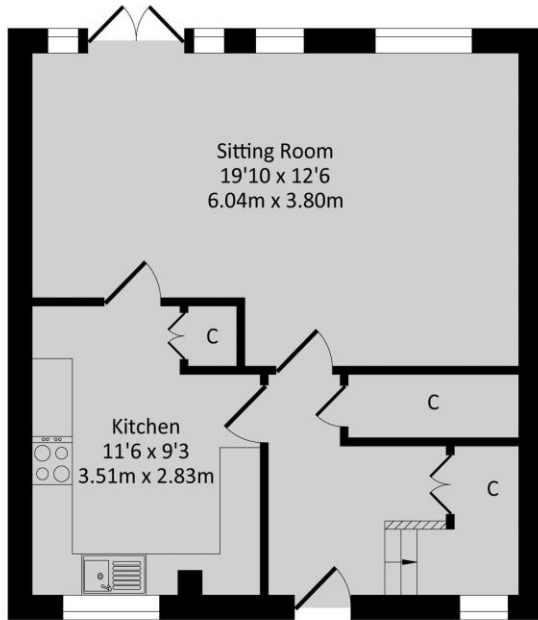 Sitting Room
19'10 x 12'6
6.04m x 3.80m
C
Kitchen
11'6 x 9'3
3.51m x 2.83m
C
C